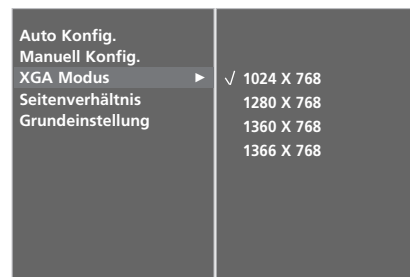 Auto Konfig.
Manuell Konfig.
XGA Modus ►
Seitenverhältnis
Grundeinstellung
√ 1024 X 768
1280 X 768
1360 X 768
1366 X 768